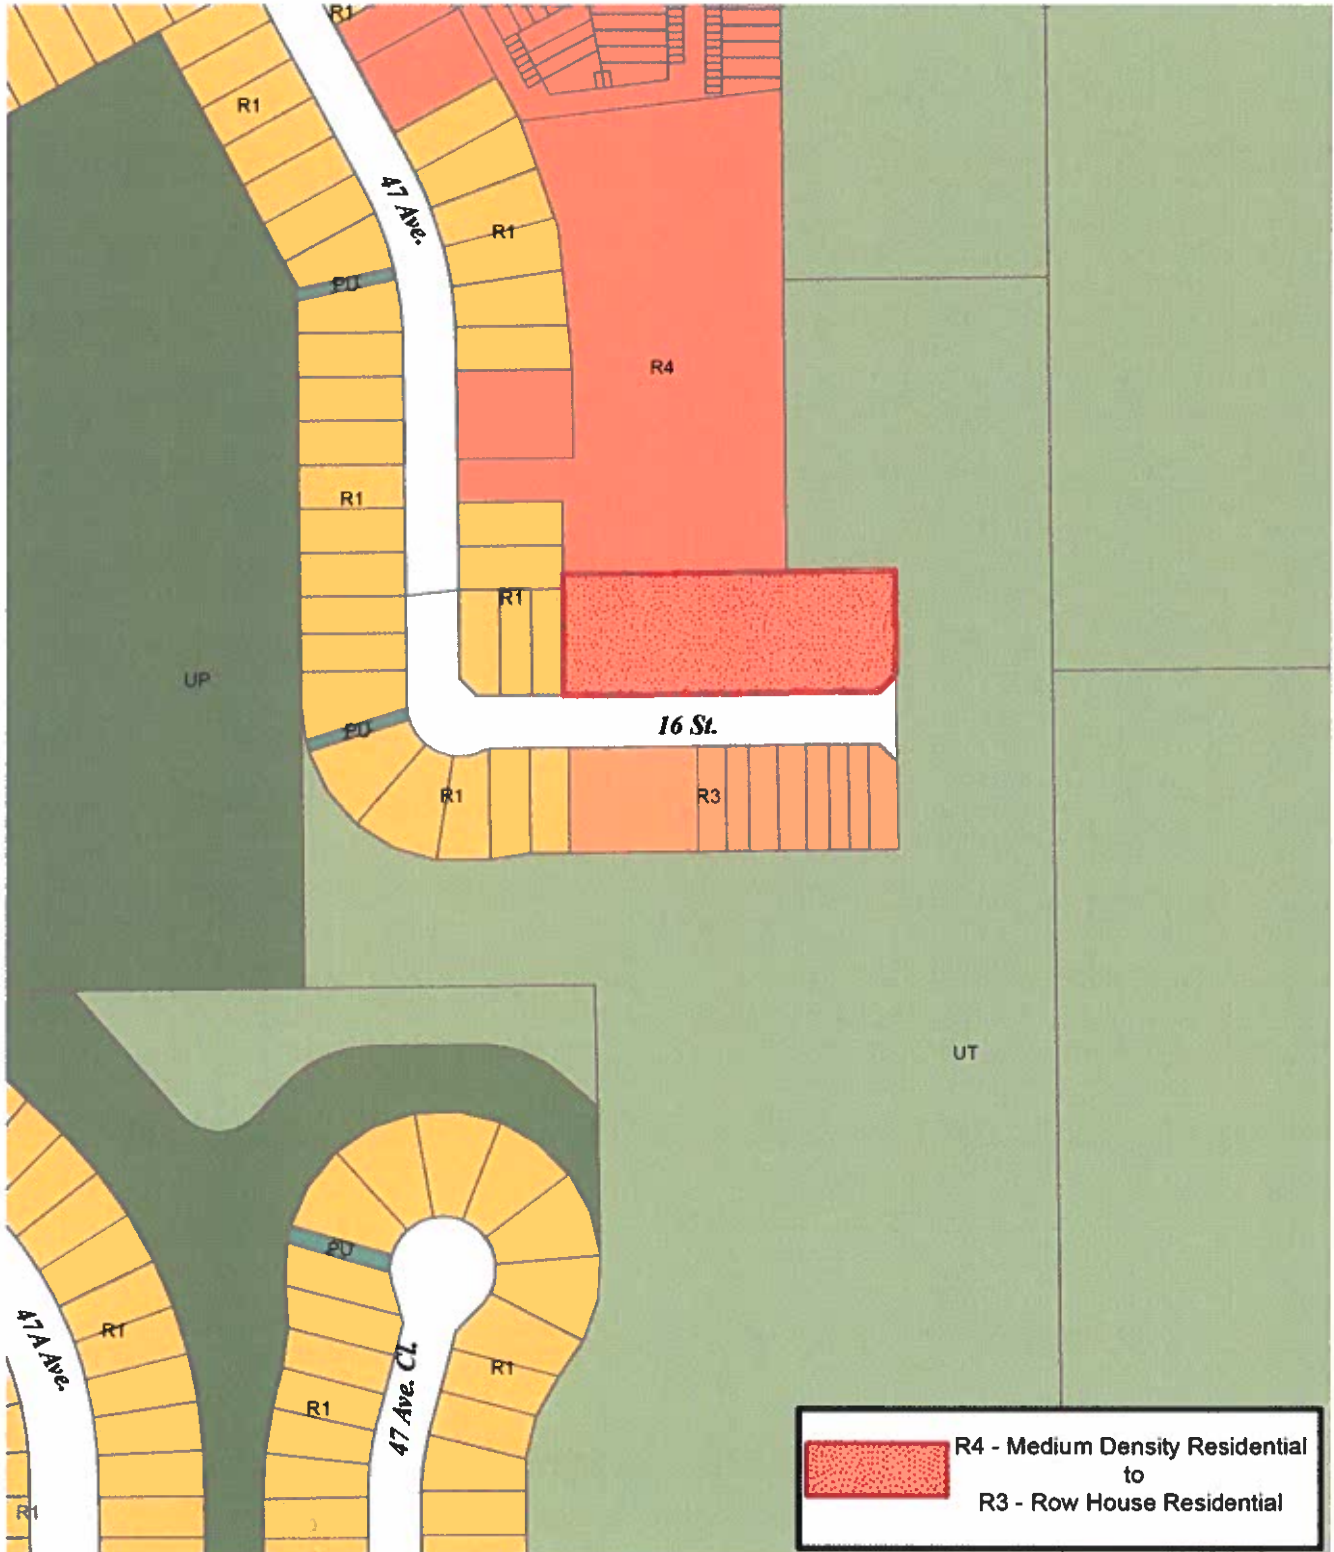 R1
R1
47 Ave.
R1
PU
R4
R1
R1
UP
16 St.
PU
R1
R3
UT
PU
47A Ave.
R1
47 Ave. Cl.
R1
R1
R1
R4 - Medium Density Residential
to
R3 - Row House Residential